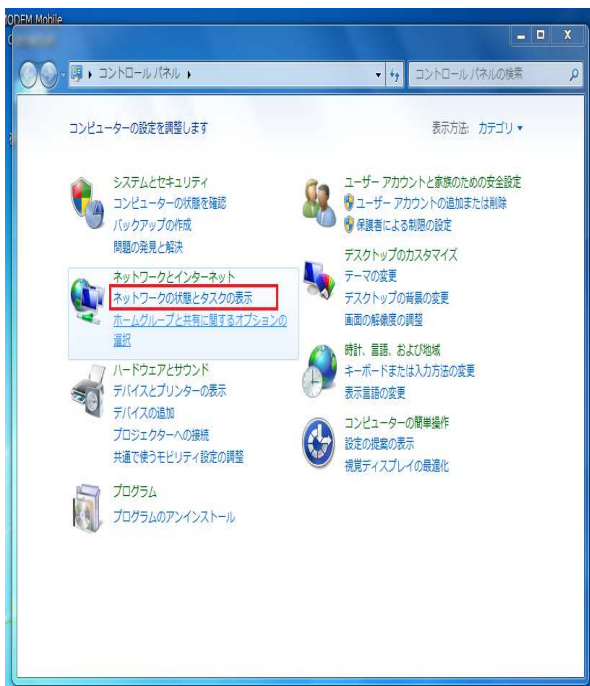 MODEM Mobile
コントロール パネル
コントロール パネルの検索
コンピューターの設定を調整します
表示方法: カテゴリ
システムとセキュリティ
コンピューターの状態を確認
バックアップの作成
問題の発見と解決
ネットワークとインターネット
ネットワークの状態とタスクの表示
ホームグループと共有に関するオプションの
選択
ハードウェアとサウンド
デバイスとプリンターの表示
デバイスの追加
プロジェクターへの接続
共通で使うモビリティ設定の調整
プログラム
プログラムのアンインストール
ユーザー アカウントと家族のための安全設定
ユーザー アカウントの追加または削除
保護者による制限の設定
デスクトップのカスタマイズ
テーマの変更
デスクトップの背景の変更
画面の解像度の調整
時計、言語、および地域
キーボードまたは入力方法の変更
表示言語の変更
コンピューターの簡単操作
設定の提案の表示
視覚ディスプレイの最適化